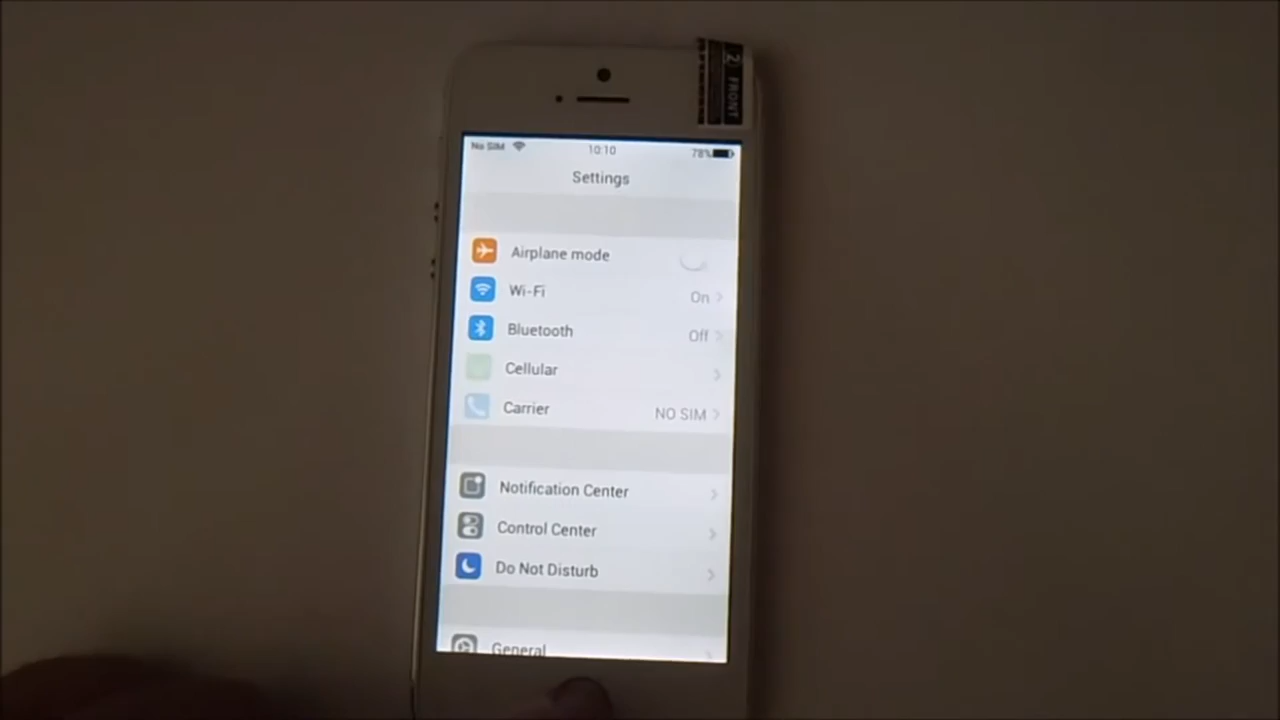 ② FRONT
No SIM 10:10 78%
Settings
Airplane mode
Wi-Fi On
Bluetooth Off
Cellular
Carrier NO SIM
Notification Center
Control Center
Do Not Disturb
General